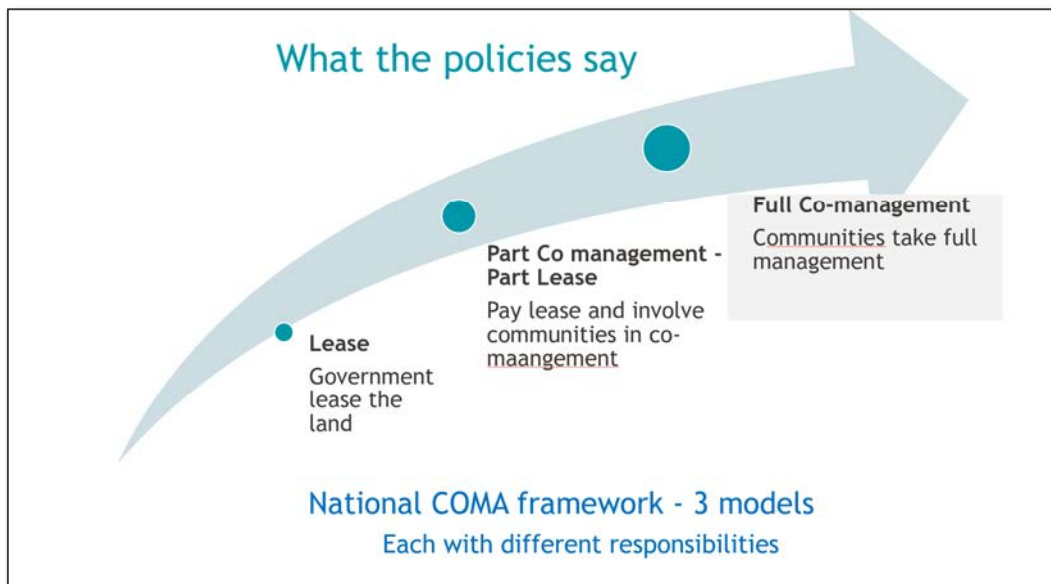 What the policies say
Full Co-management
Communities take full
management
Part Co management -
Part Lease
Pay lease and involve
communities in co-
maangement
Lease
Government
lease the
land
National COMA framework - 3 models
Each with different responsibilities